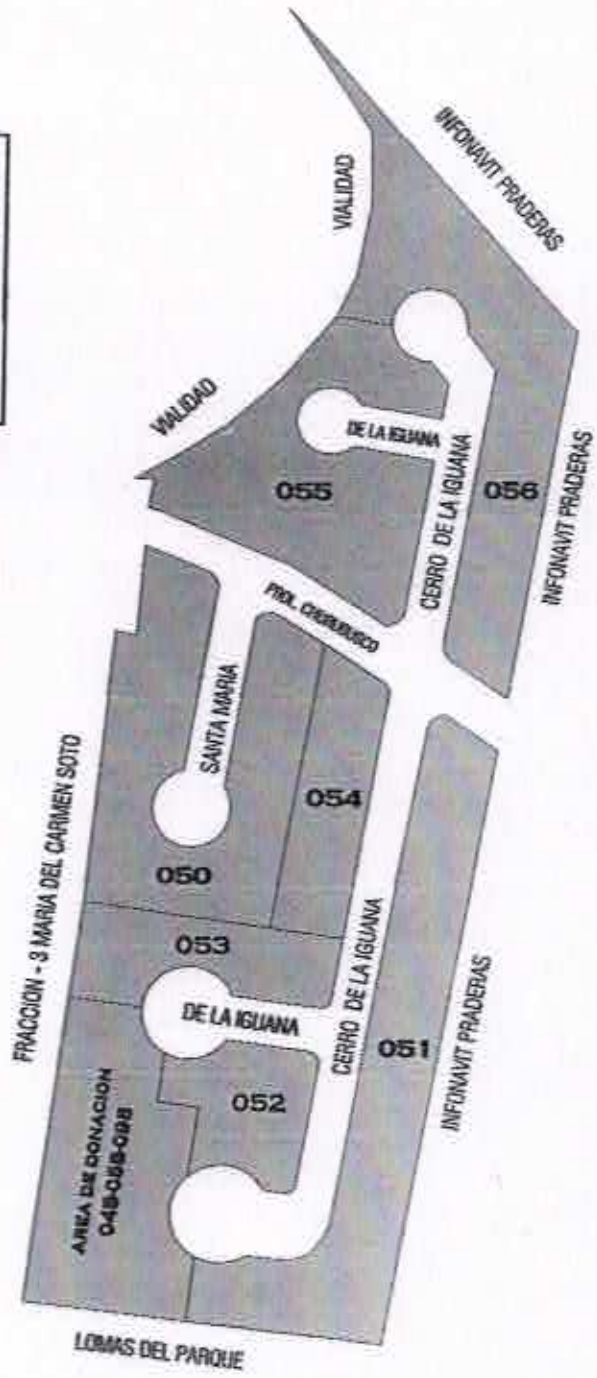 INFONAVIT PRADERAS
VIALIDAD
VIALIDAD
DE LA IGUANA
055
056
CERRO DE LA IGUANA
INFONAVIT PRADERAS
PROL. CHURUBUSCO
SANTA MARIA
054
FRACCION - 3 MARIA DEL CARMEN SOTO
050
053
CERRO DE LA IGUANA
DE LA IGUANA
051
INFONAVIT PRADERAS
052
AREA DE DONACION
LOMAS DEL PARQUE